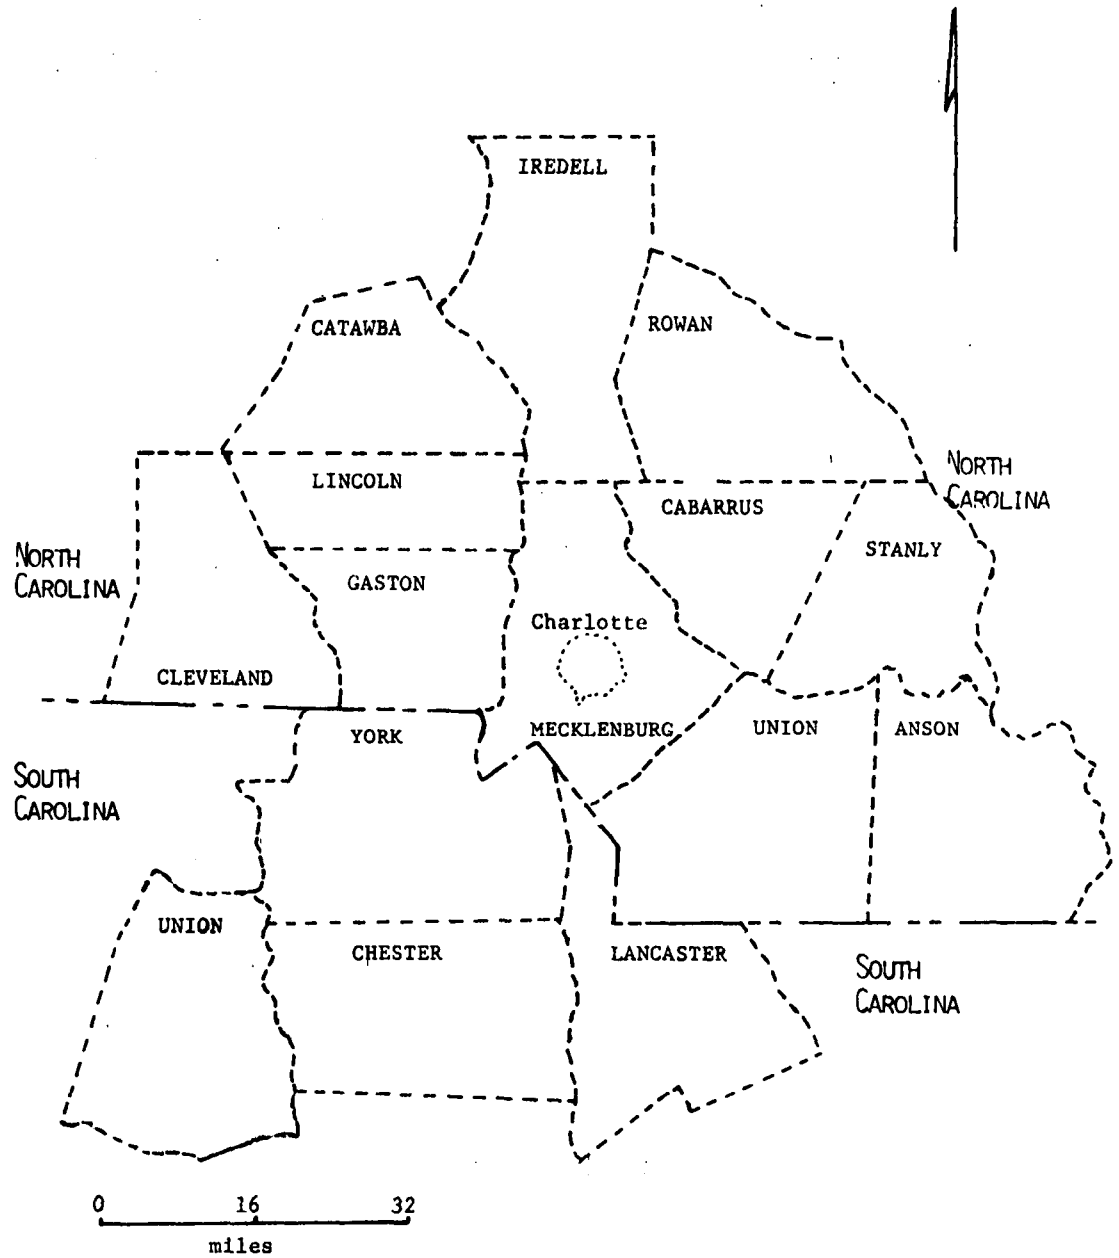 IREDELL
CATAWBA
ROWAN
LINCOLN
CABARRUS
NORTH
CAROLINA
STANLY
NORTH
CAROLINA
GASTON
Charlotte
CLEVELAND
MECKLENBURG
YORK
UNION
ANSON
SOUTH
CAROLINA
UNION
CHESTER
LANCASTER
SOUTH
CAROLINA
0 16 32
miles